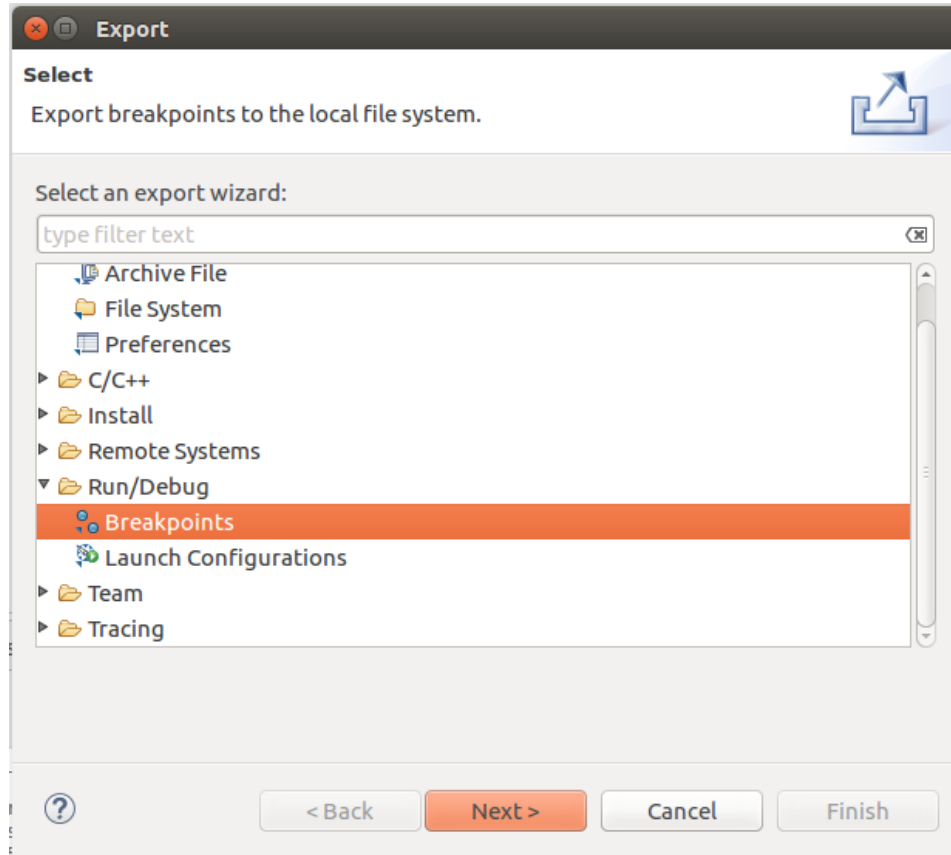 Export
Select
Export breakpoints to the local file system.
Select an export wizard:
type filter text
Archive File
File System
Preferences
C/C++
Install
Remote Systems
Run/Debug
Breakpoints
Launch Configurations
Team
Tracing
?
< Back Next > Cancel Finish